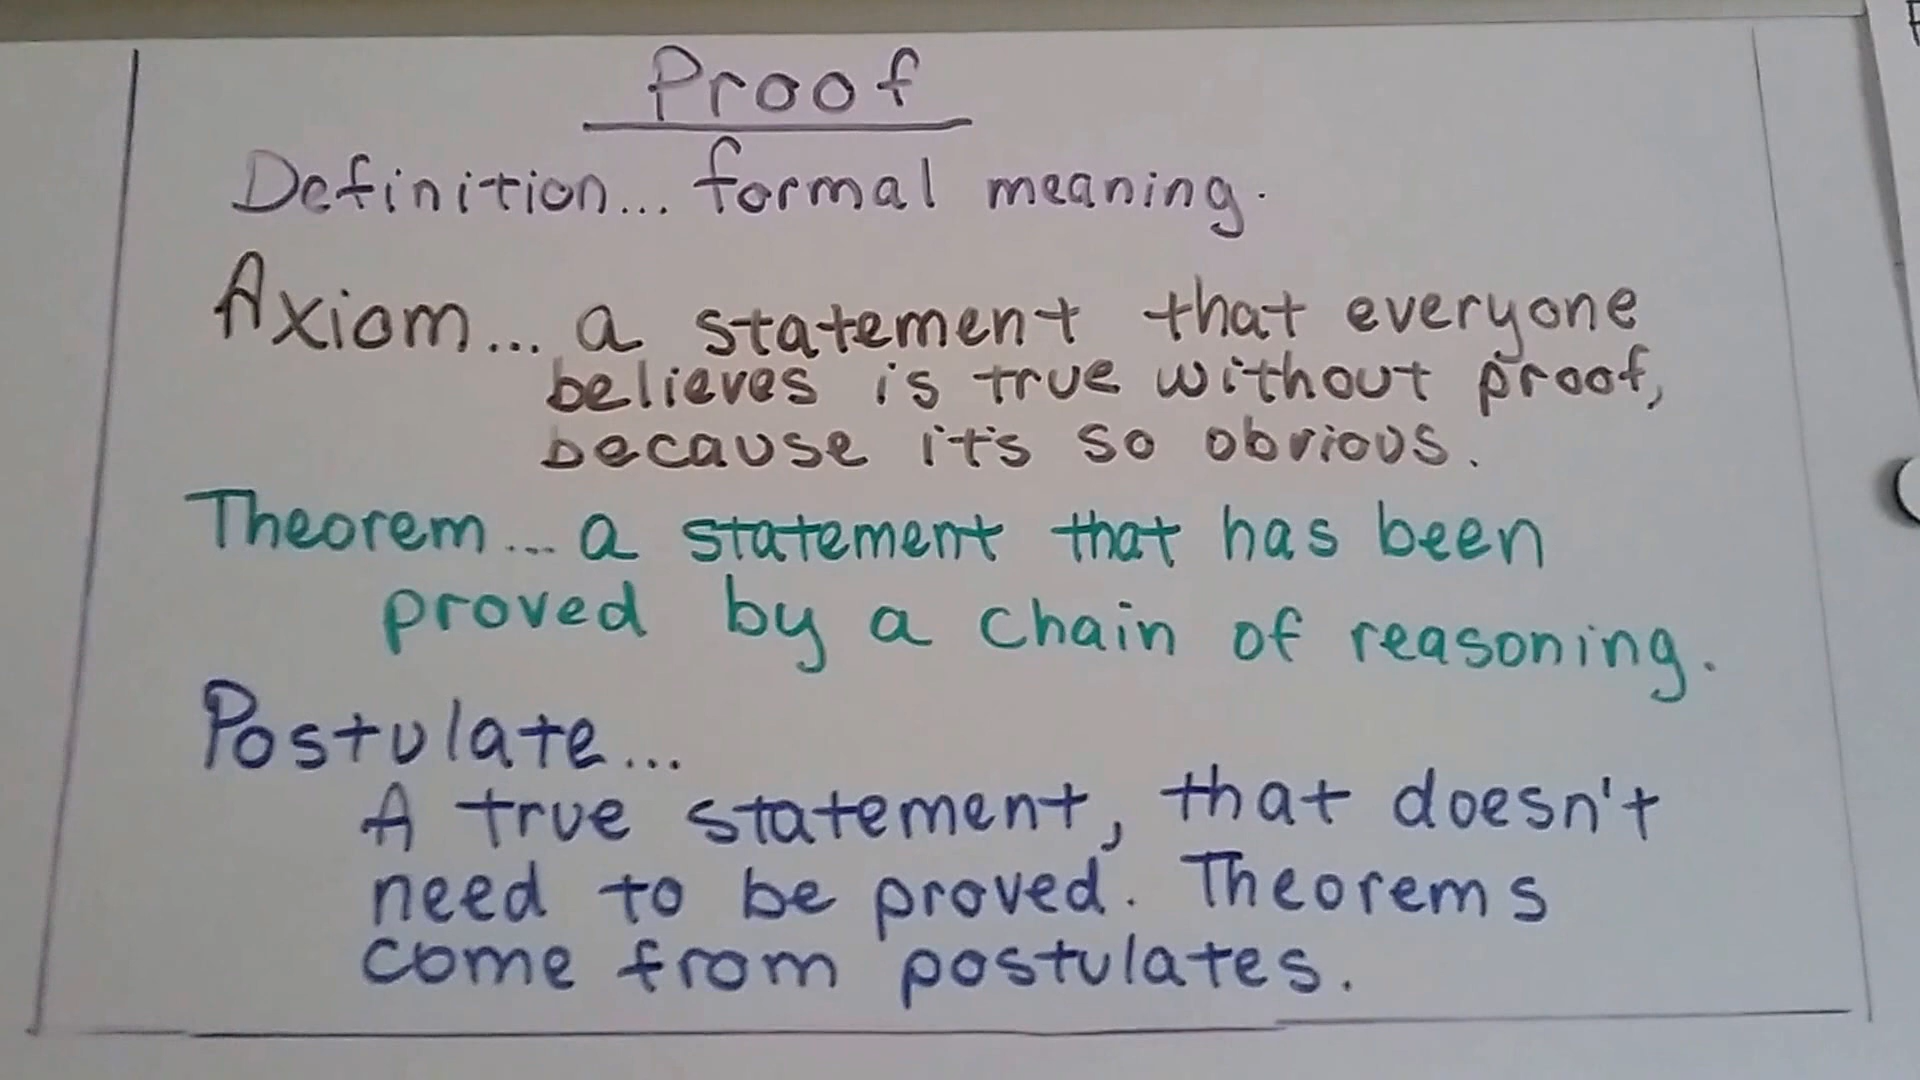 Proof
Definition... formal meaning.
Axiom... a statement that everyone
believes is true without proof,
because it's so obvious.
Theorem... a statement that has been
proved by a chain of reasoning.
Postulate...
A true statement, that doesn't
need to be proved. Theorems
come from postulates.